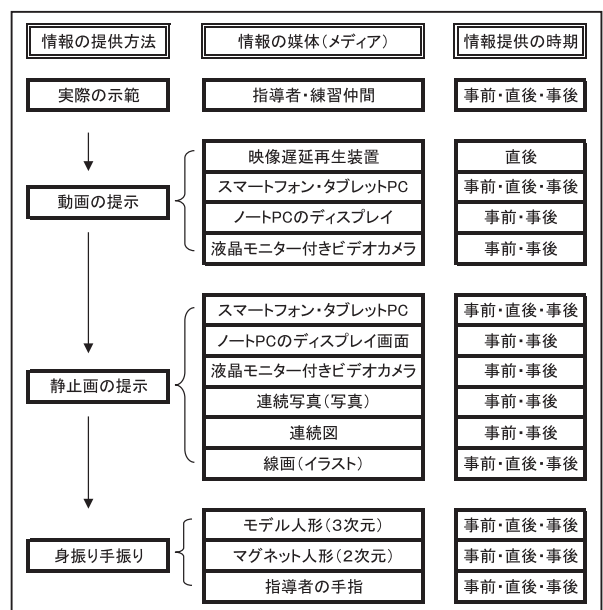 情報の提供方法 情報の媒体(メディア) 情報提供の時期
実際の示範 指導者・練習仲間 事前・直後・事後
動画の提示
映像遅延再生装置 直後
スマートフォン・タブレットPC 事前・直後・事後
ノートPCのディスプレイ 事前・事後
液晶モニター付きビデオカメラ 事前・事後
静止画の提示
スマートフォン・タブレットPC 事前・直後・事後
ノートPCのディスプレイ画面 事前・事後
液晶モニター付きビデオカメラ 事前・事後
連続写真(写真) 事前・事後
連続図 事前・事後
線画(イラスト) 事前・直後・事後
身振り手振り
モデル人形(3次元) 事前・直後・事後
マグネット人形(2次元) 事前・直後・事後
指導者の手指 事前・直後・事後